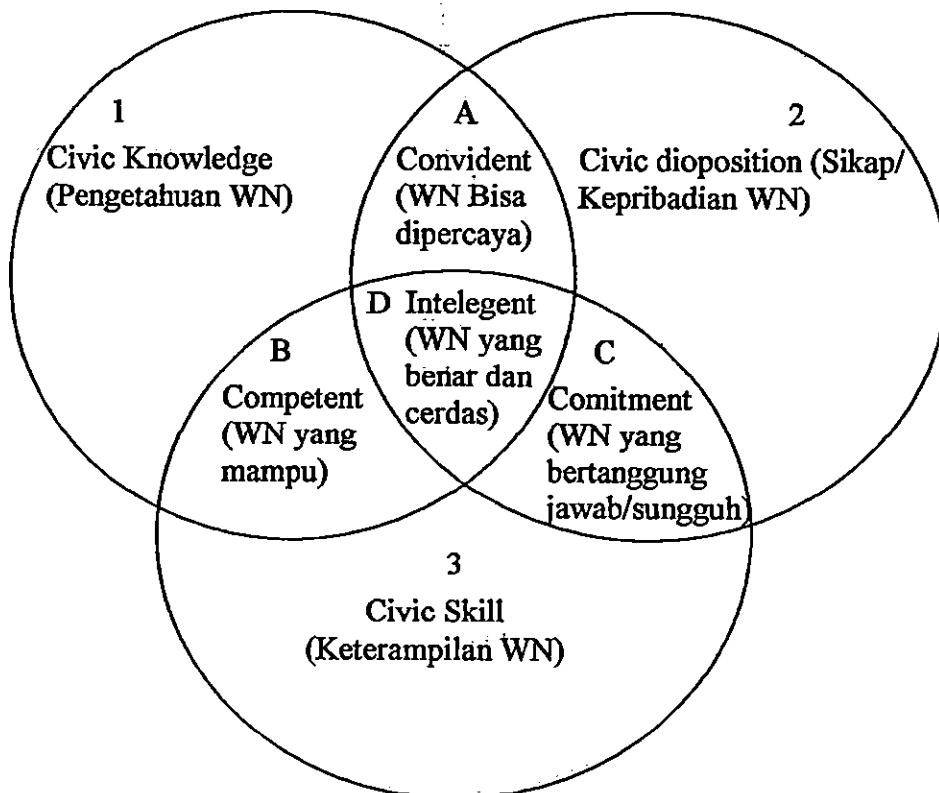 1
Civic Knowledge
(Pengetahuan WN)
A
Convident
(WN Bisa
dipercaya)
2
Civic dioposition (Sikap/
Kepribadian WN)
D Intelegent
(WN yang
benar dan
cerdas)
B
Competent
(WN yang
mampu)
C
Comitment
(WN yang
bertanggung
jawab/sungguh)
3
Civic Skill
(Keterampilan WN)